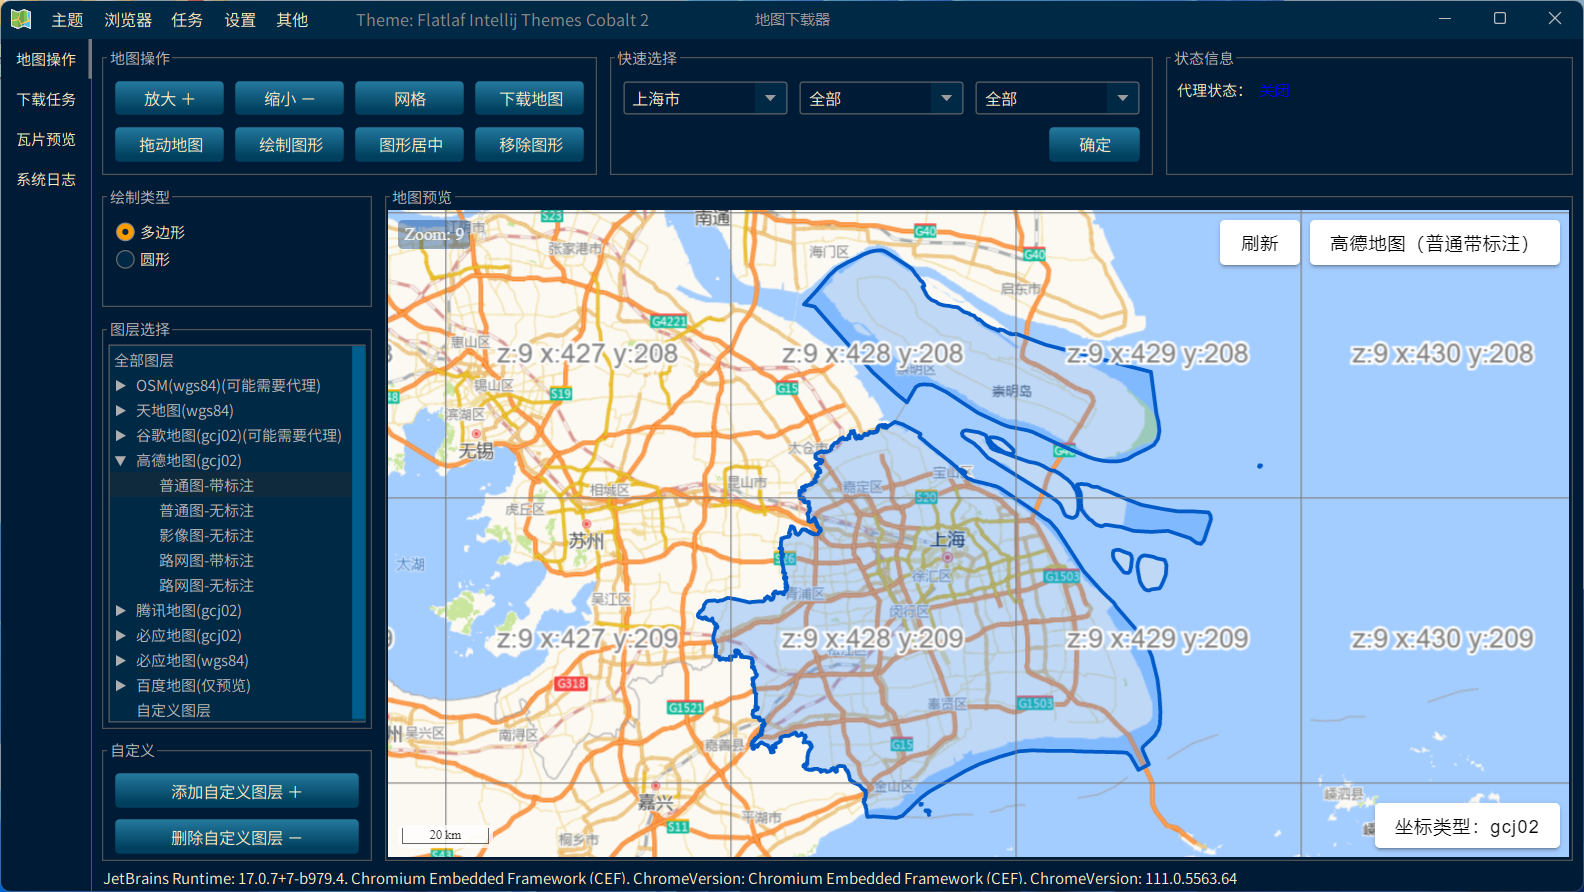 主题 浏览器 任务 设置 其他 Theme: Flatlaf Intellij Themes Cobalt 2 地图下载器
地图操作
下载任务
瓦片预览
系统日志
地图操作
放大 ＋ 缩小 － 网格 下载地图
拖动地图 绘制图形 图形居中 移除图形
快速选择
上海市 全部 全部
确定
状态信息
代理状态： 关闭
绘制类型
多边形
圆形
图层选择
全部图层
OSM(wgs84)(可能需要代理)
天地图(wgs84)
谷歌地图(gcj02)(可能需要代理)
高德地图(gcj02)
普通图-带标注
普通图-无标注
影像图-无标注
路网图-带标注
路网图-无标注
腾讯地图(gcj02)
必应地图(gcj02)
必应地图(wgs84)
百度地图(仅预览)
自定义图层
自定义
添加自定义图层 ＋
删除自定义图层 －
地图预览
Zoom: 9
刷新
高德地图（普通带标注）
S23
南通
张家港市
海门区
G40
G40
启东市
G4221
惠山区
z:9 x:427 y:208
z:9 x:428 y:208
z:9 x:429 y:208
z:9 x:430 y:208
崇明区
锡山区
S19
G15
崇明岛
滨湖区
无锡
太仓市
宝山区
相城区
昆山市
嘉定区
S20
虎丘区
苏州
上海
太湖
S26
徐汇区
G1503
吴江区
青浦区
闵行区
z:9 x:427 y:209
z:9 x:428 y:209
z:9 x:429 y:209
z:9 x:430 y:209
松江区
G318
G1521
奉贤区
G1503
吴兴区
南浔区
嘉善县
G15
嘉兴
金山区
嵊泗县
平湖市
S11
桐乡市
20 km
坐标类型：gcj02
JetBrains Runtime: 17.0.7+7-b979.4. Chromium Embedded Framework (CEF). ChromeVersion: Chromium Embedded Framework (CEF). ChromeVersion: 111.0.5563.64